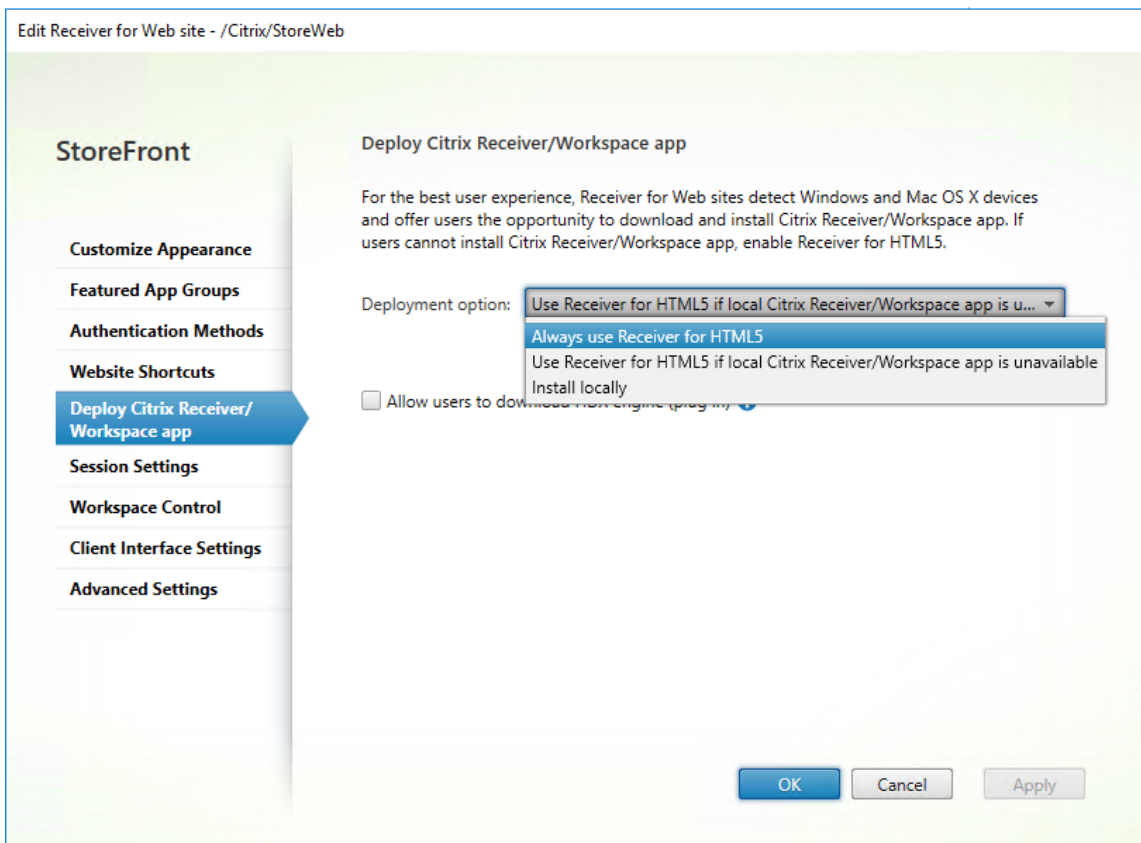 Edit Receiver for Web site - /Citrix/StoreWeb
StoreFront
Customize Appearance
Featured App Groups
Authentication Methods
Website Shortcuts
Deploy Citrix Receiver/
Workspace app
Session Settings
Workspace Control
Client Interface Settings
Advanced Settings
Deploy Citrix Receiver/Workspace app
For the best user experience, Receiver for Web sites detect Windows and Mac OS X devices
and offer users the opportunity to download and install Citrix Receiver/Workspace app. If
users cannot install Citrix Receiver/Workspace app, enable Receiver for HTML5.
Deployment option: Use Receiver for HTML5 if local Citrix Receiver/Workspace app is u...
Always use Receiver for HTML5
Use Receiver for HTML5 if local Citrix Receiver/Workspace app is unavailable
Install locally
Allow users to download HDX engine (plug-in)
OK Cancel Apply